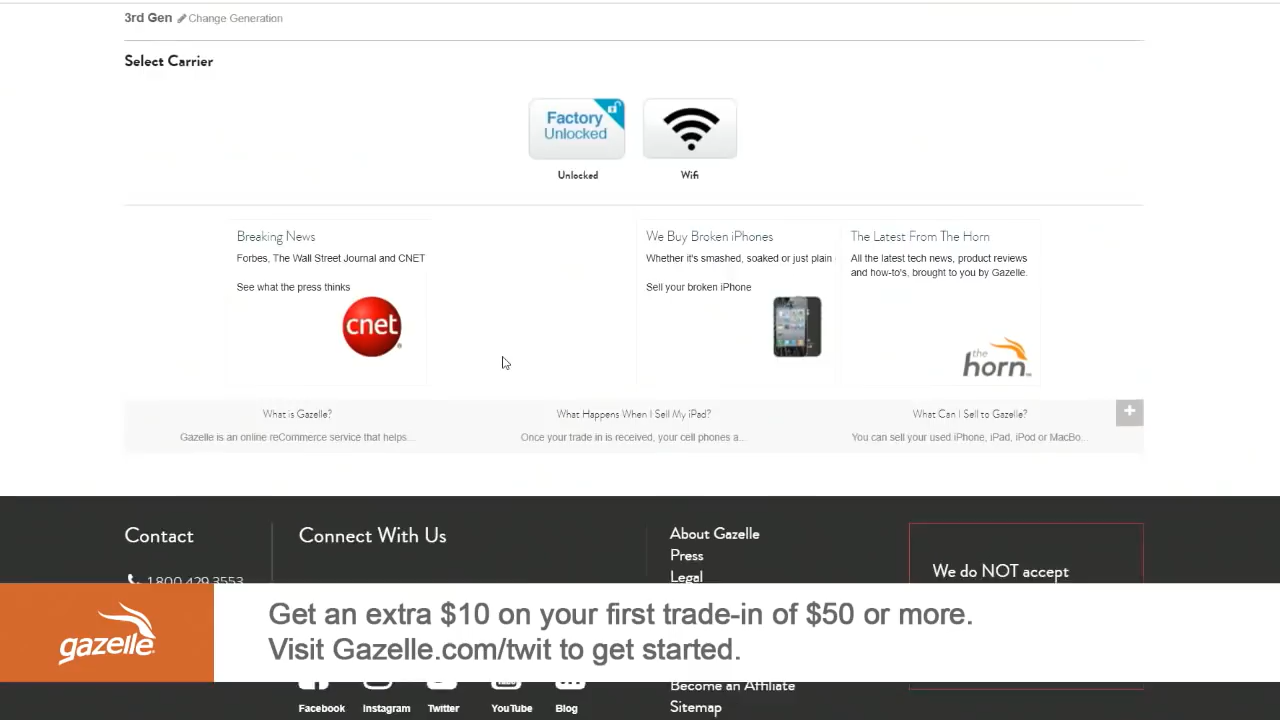 3rd Gen Change Generation
Select Carrier
Factory
Unlocked
Unlocked
Wifi
Breaking News
Forbes, The Wall Street Journal and CNET
See what the press thinks
cnet
We Buy Broken iPhones
Whether it's smashed, soaked or just plain
Sell your broken iPhone
The Latest From The Horn
All the latest tech news, product reviews
and how-to's, brought to you by Gazelle.
the
horn
What is Gazelle?
Gazelle is an online reCommerce service that helps...
What Happens When I Sell My iPad?
Once your trade in is received, your cell phones a...
What Can I Sell to Gazelle?
You can sell your used iPhone, iPad, iPod or MacBo...
+
Contact
1.800.429.3553
Connect With Us
About Gazelle
Press
Legal
We do NOT accept
gazelle
Get an extra $10 on your first trade-in of $50 or more.
Visit Gazelle.com/twit to get started.
Facebook
Instagram
Twitter
YouTube
Blog
Become an Affiliate
Sitemap